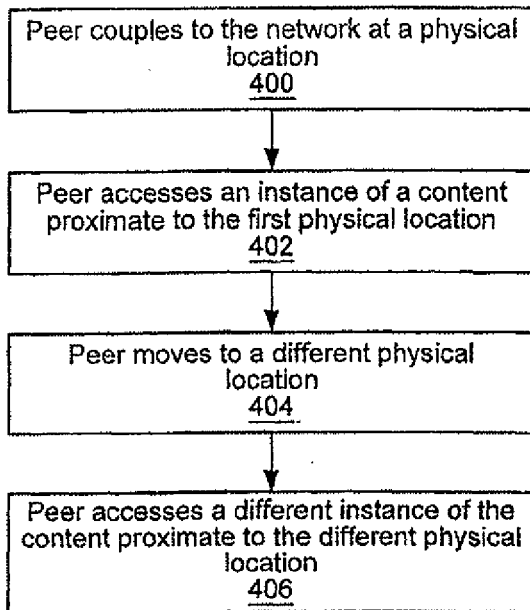 Peer couples to the network at a physical
location
400
Peer accesses an instance of a content
proximate to the first physical location
402
Peer moves to a different physical
location
404
Peer accesses a different instance of the
content proximate to the different physical
location
406